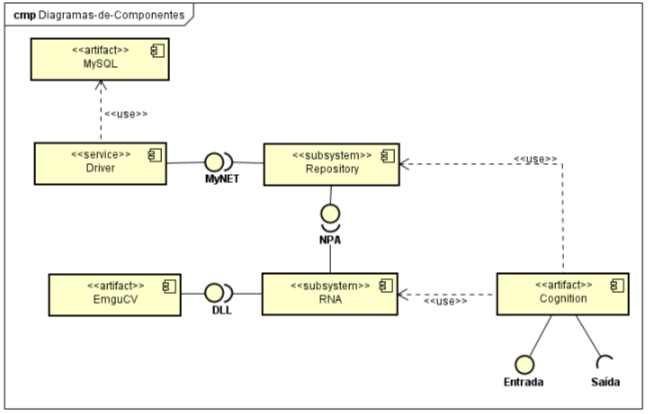 cmp Diagramas-de-Componentes
<<artifact>>
MySQL
<<use>>
<<service>>
Driver
MyNET
<<subsystem>>
Repository
<<use>>
NPA
<<artifact>>
EmguCV
DLL
<<subsystem>>
RNA
<<use>>
<<artifact>>
Cognition
Entrada
Saída